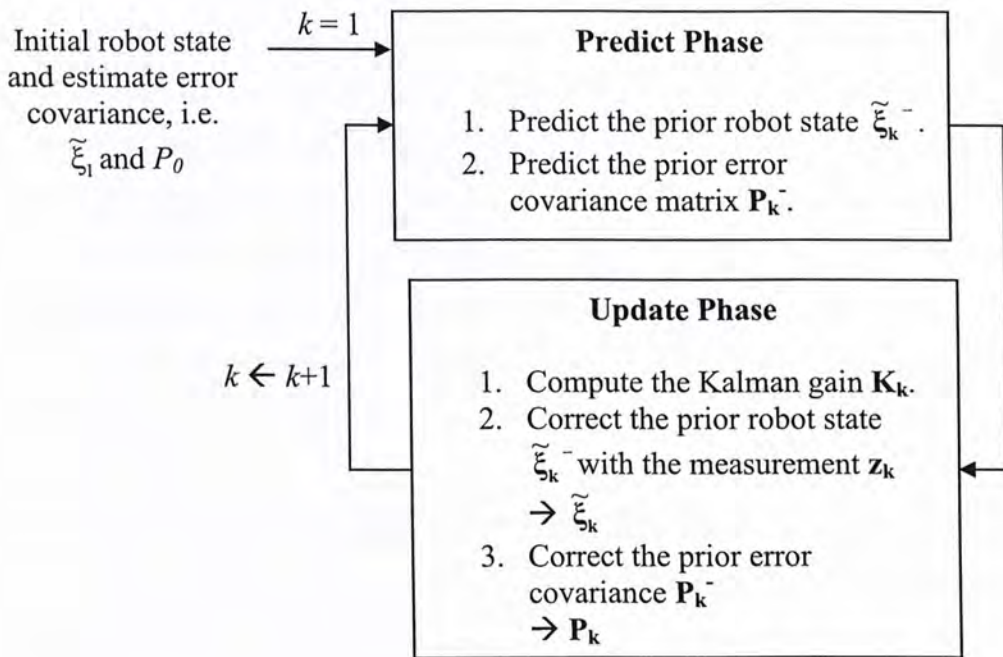 Initial robot state
and estimate error
covariance, i.e.
ξ̃₁ and P₀
k = 1
Predict Phase
1. Predict the prior robot state ξ̃ₖ⁻.
2. Predict the prior error
covariance matrix Pₖ⁻.
Update Phase
1. Compute the Kalman gain Kₖ.
2. Correct the prior robot state
ξ̃ₖ⁻ with the measurement zₖ
→ ξ̃ₖ
3. Correct the prior error
covariance Pₖ⁻
→ Pₖ
k ← k+1